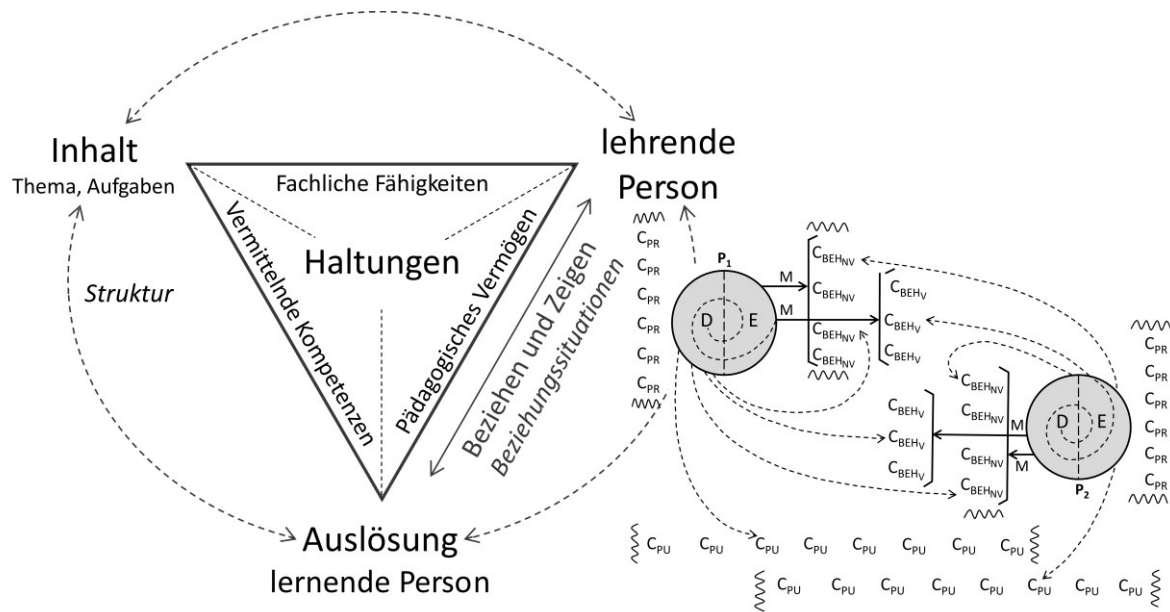 Inhalt
Thema, Aufgaben
lehrende
Person
Fachliche Fähigkeiten
Vermittelnde Kompetenzen
Haltungen
Pädagogisches Vermögen
Beziehen und Zeigen
Beziehungssituationen
Struktur
Auslösung
lernende Person
C_PR
C_PR
C_PR
C_PR
C_PR
C_PR
P₁
D E
M
M
C_BEH_NV
C_BEH_NV
C_BEH_NV
C_BEH_NV
C_BEH_V
C_BEH_V
C_BEH_V
C_BEH_V
C_BEH_V
C_BEH_V
C_BEH_NV
C_BEH_NV
C_BEH_NV
C_BEH_NV
M
M
D E
P₂
C_PR
C_PR
C_PR
C_PR
C_PR
C_PR
C_PU C_PU C_PU C_PU C_PU C_PU C_PU C_PU
C_PU C_PU C_PU C_PU C_PU C_PU C_PU C_PU